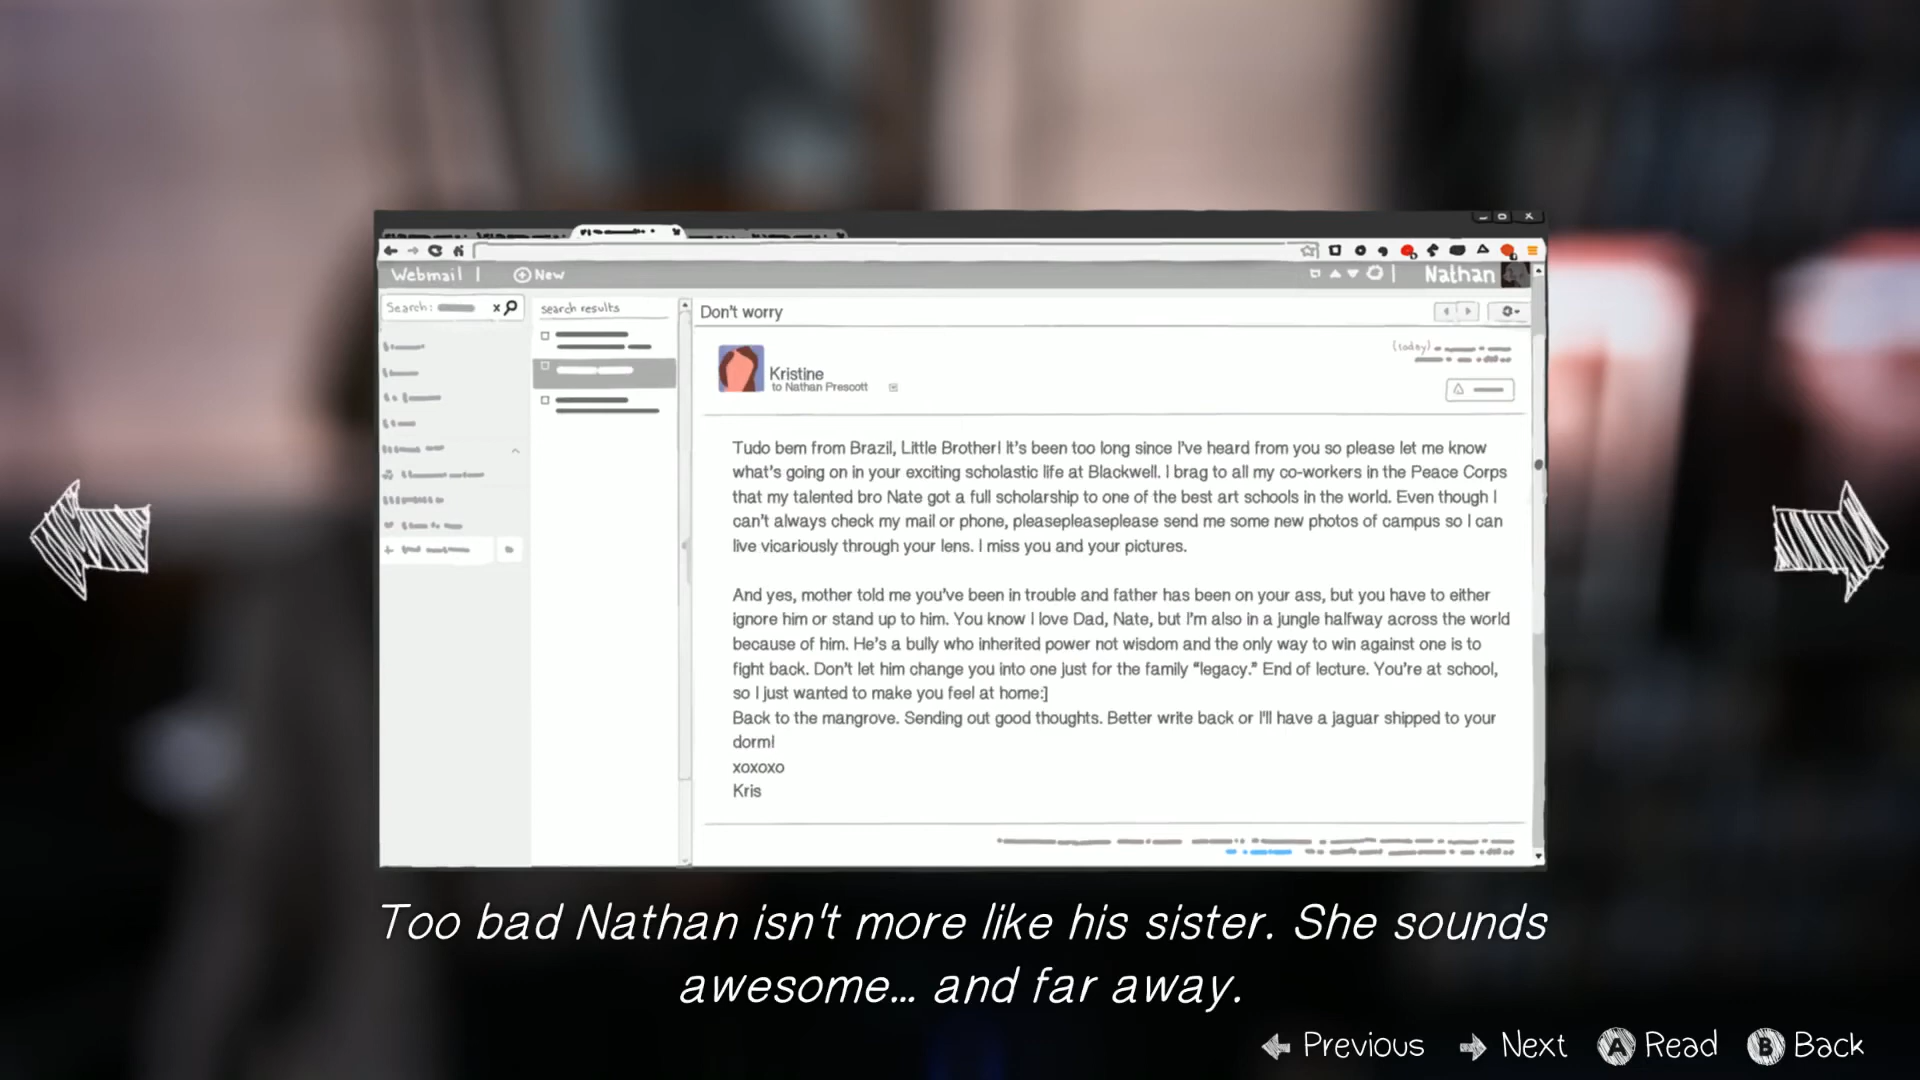 Webmail | New
Nathan
Search:
search results
Don't worry
(today)
Kristine
to Nathan Prescott
Tudo bem from Brazil, Little Brother! It's been too long since I've heard from you so please let me know
what's going on in your exciting scholastic life at Blackwell. I brag to all my co-workers in the Peace Corps
that my talented bro Nate got a full scholarship to one of the best art schools in the world. Even though I
can't always check my mail or phone, pleasepleaseplease send me some new photos of campus so I can
live vicariously through your lens. I miss you and your pictures.
And yes, mother told me you've been in trouble and father has been on your ass, but you have to either
ignore him or stand up to him. You know I love Dad, Nate, but I'm also in a jungle halfway across the world
because of him. He's a bully who inherited power not wisdom and the only way to win against one is to
fight back. Don't let him change you into one just for the family “legacy.” End of lecture. You're at school,
so I just wanted to make you feel at home:]
Back to the mangrove. Sending out good thoughts. Better write back or I'll have a jaguar shipped to your
dorm!
xoxoxo
Kris
Too bad Nathan isn't more like his sister. She sounds
awesome... and far away.
Previous Next A Read B Back